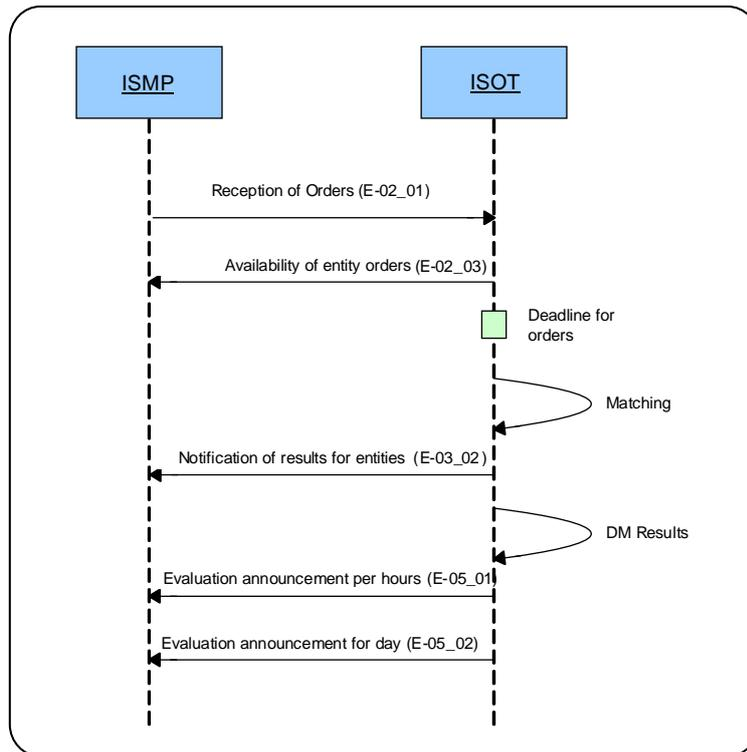 ISMP
ISOT
Reception of Orders (E-02_01)
Availability of entity orders (E-02_03)
Deadline for
orders
Matching
Notification of results for entities (E-03_02)
DM Results
Evaluation announcement per hours (E-05_01)
Evaluation announcement for day (E-05_02)